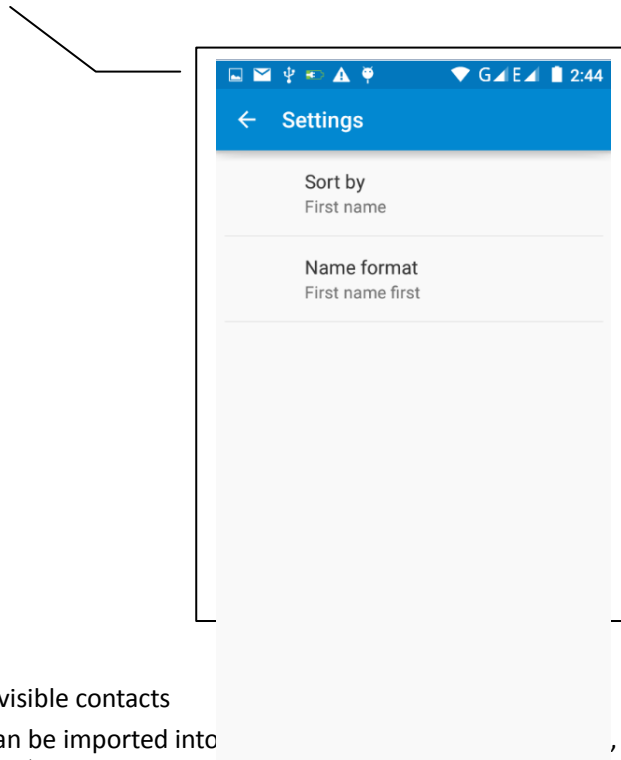 G E 2:44
Settings
Sort by
First name
Name format
First name first
visible contacts
an be imported into ,